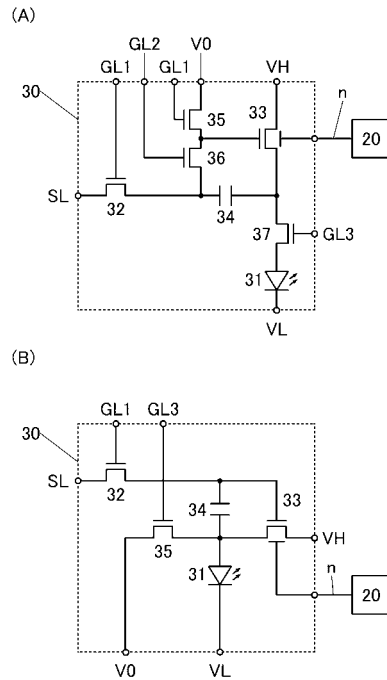 (A)
GL2 V0
GL1 GL1 VH
30 35 33 n 20
36
SL 32 34 37 GL3
31
VL
(B)
GL1 GL3
30
SL 32 34 33
35 VH
31 n 20
V0 VL